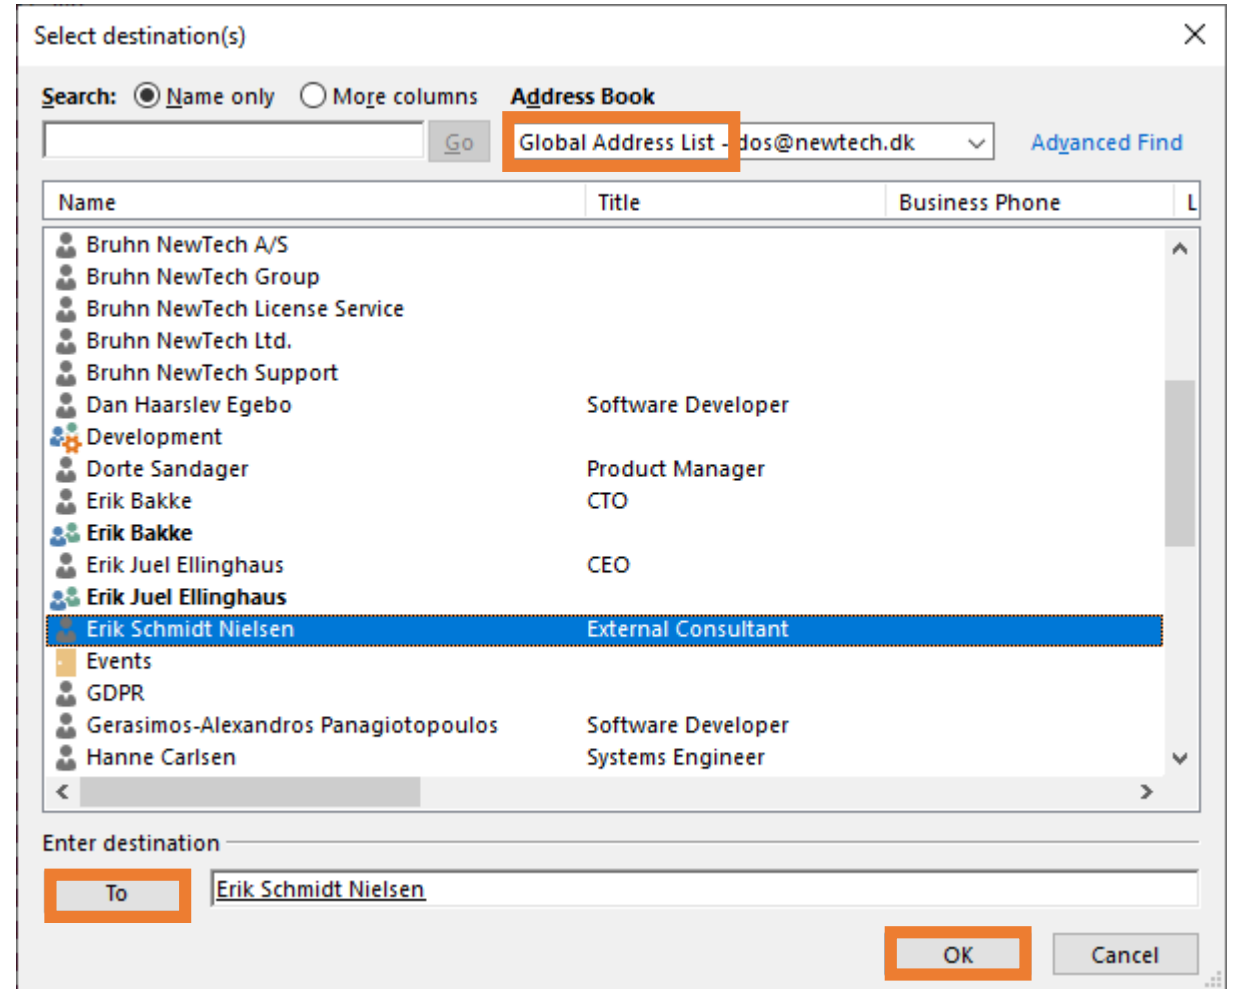 Select destination(s)
Search: Name only More columns Address Book
Go Global Address List - dos@newtech.dk Advanced Find
Name Title Business Phone L
Bruhn NewTech A/S
Bruhn NewTech Group
Bruhn NewTech License Service
Bruhn NewTech Ltd.
Bruhn NewTech Support
Dan Haarslev Egebo Software Developer
Development
Dorte Sandager Product Manager
Erik Bakke CTO
Erik Bakke
Erik Juel Ellinghaus CEO
Erik Juel Ellinghaus
Erik Schmidt Nielsen External Consultant
Events
GDPR
Gerasimos-Alexandros Panagiotopoulos Software Developer
Hanne Carlsen Systems Engineer
Enter destination
To Erik Schmidt Nielsen
OK Cancel